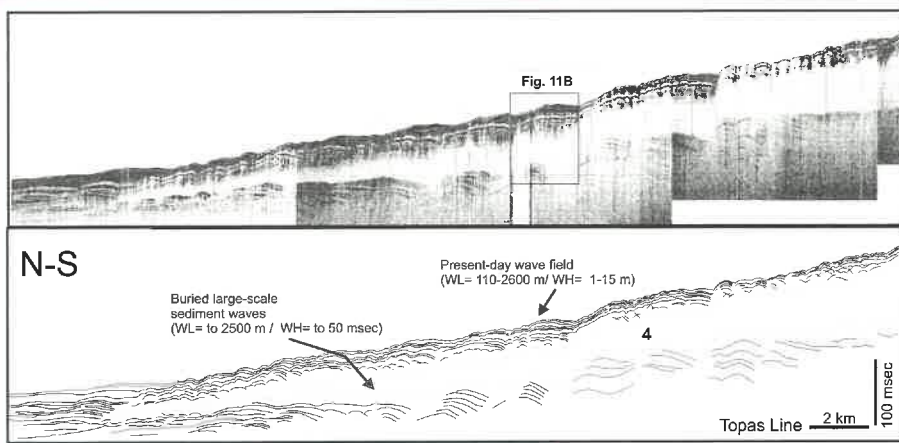 Fig. 11B
N-S
Present-day wave field
(WL= 110-2600 m/ WH= 1-15 m)
Buried large-scale
sediment waves
(WL= to 2500 m / WH= to 50 msec)
4
100 msec
Topas Line
2 km